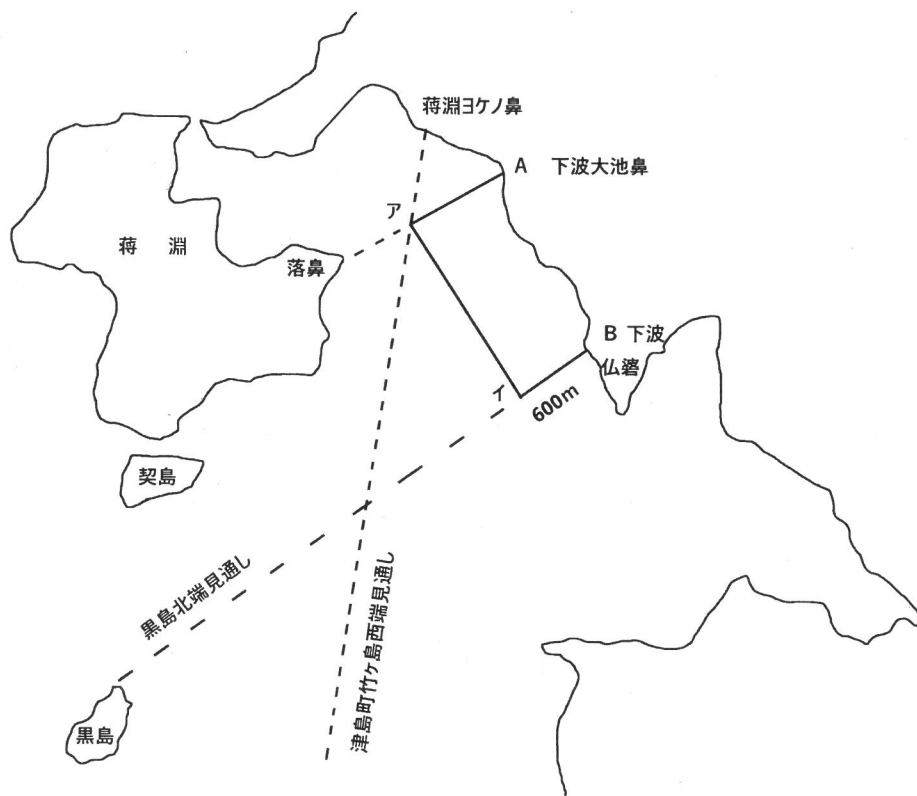 蒋淵ヨケノ鼻
A 下波大池鼻
ア
蒋 淵
落鼻
B 下波
仏碆
イ
600m
契島
黒島北端見通し
津島町竹ヶ島西端見通し
黒島